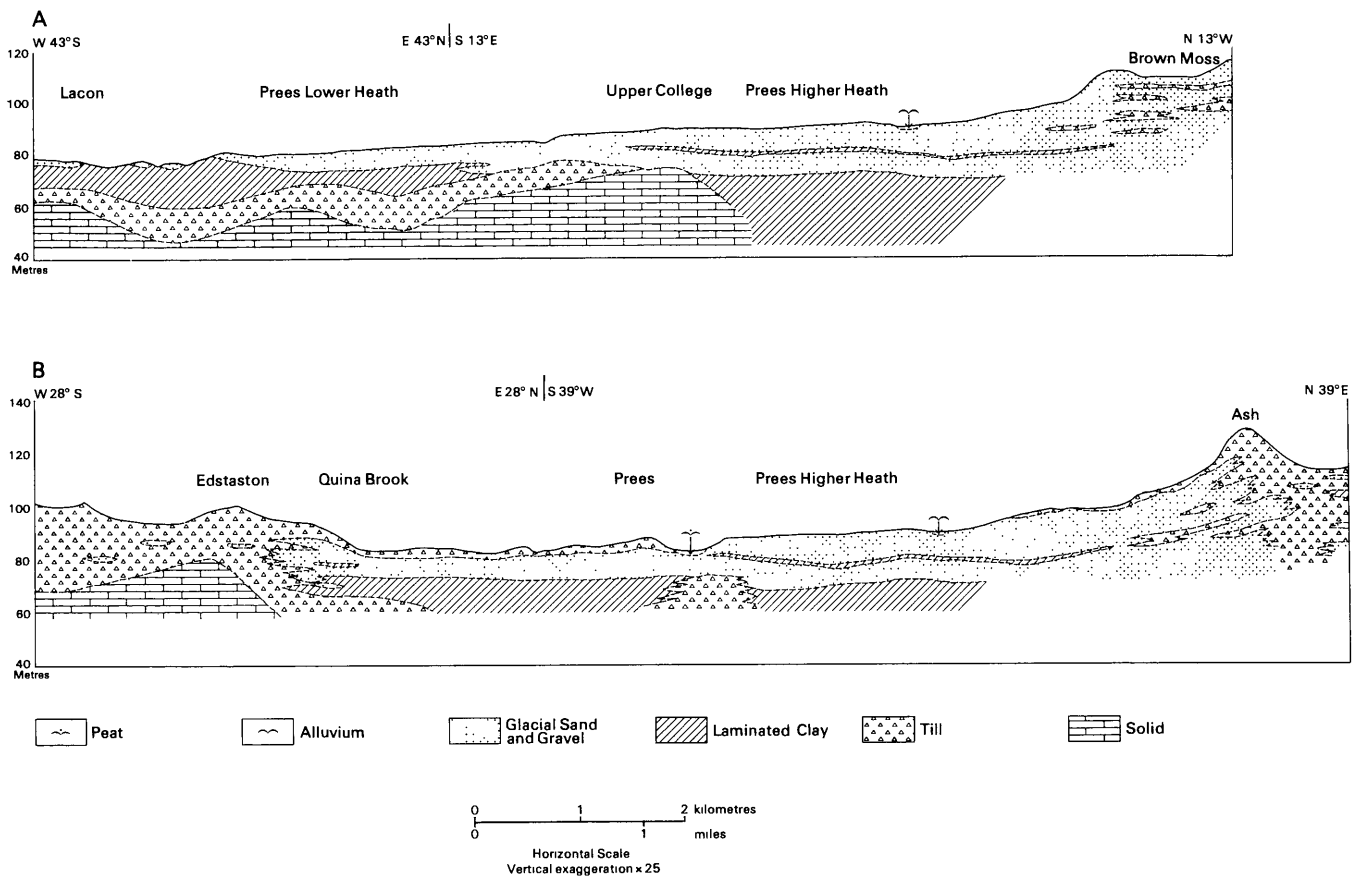 A
W 43°S
E 43°N S 13°E
N 13°W
Brown Moss
Lacon
Prees Lower Heath
Upper College
Prees Higher Heath
120
100
80
60
40
Metres
B
W 28° S
E 28° N S 39°W
N 39°E
Ash
Edstaston
Quina Brook
Prees
Prees Higher Heath
140
120
100
80
60
40
Metres
Peat
Alluvium
Glacial Sand
and Gravel
Laminated Clay
Till
Solid
0 1 2 kilometres
0 1 miles
Horizontal Scale
Vertical exaggeration × 25